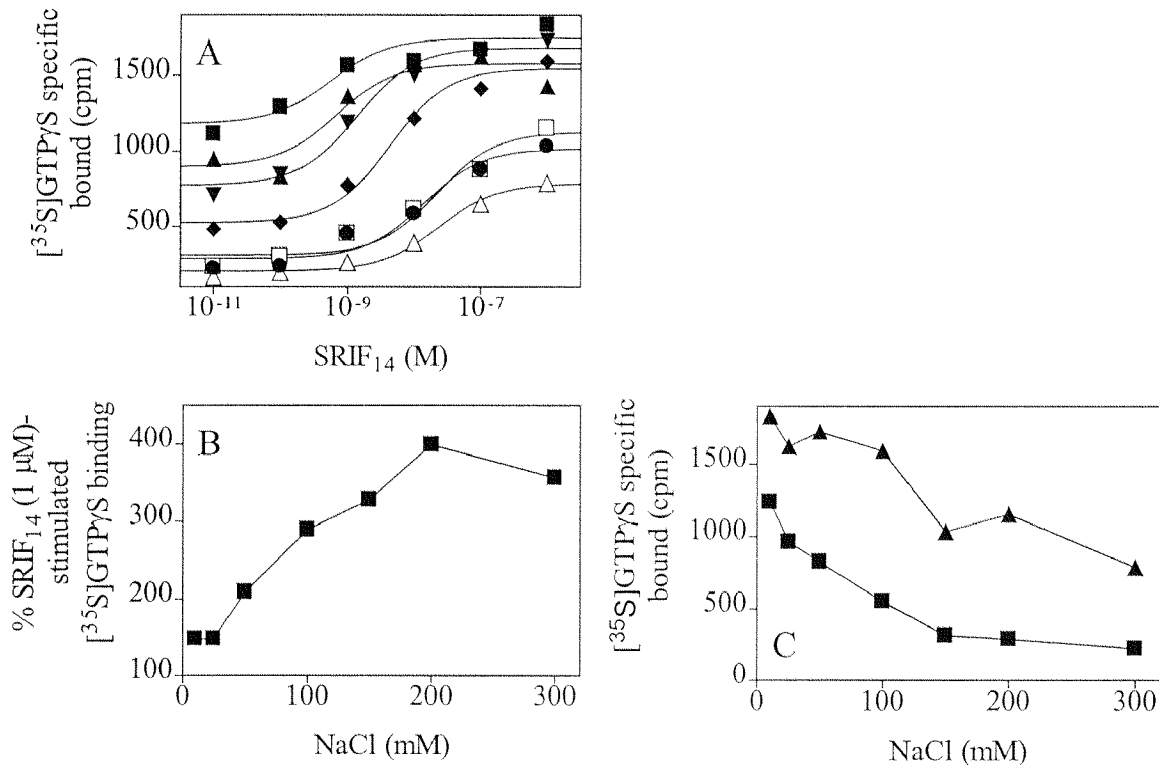 A
[³⁵S]GTPγS specific
bound (cpm)
1500
1000
500
10⁻¹¹
10⁻⁹
10⁻⁷
SRIF₁₄ (M)
B
% SRIF₁₄ (1 µM)-
stimulated
[³⁵S]GTPγS binding
400
300
200
100
0
100
200
300
NaCl (mM)
C
[³⁵S]GTPγS specific
bound (cpm)
1500
1000
500
0
0
100
200
300
NaCl (mM)